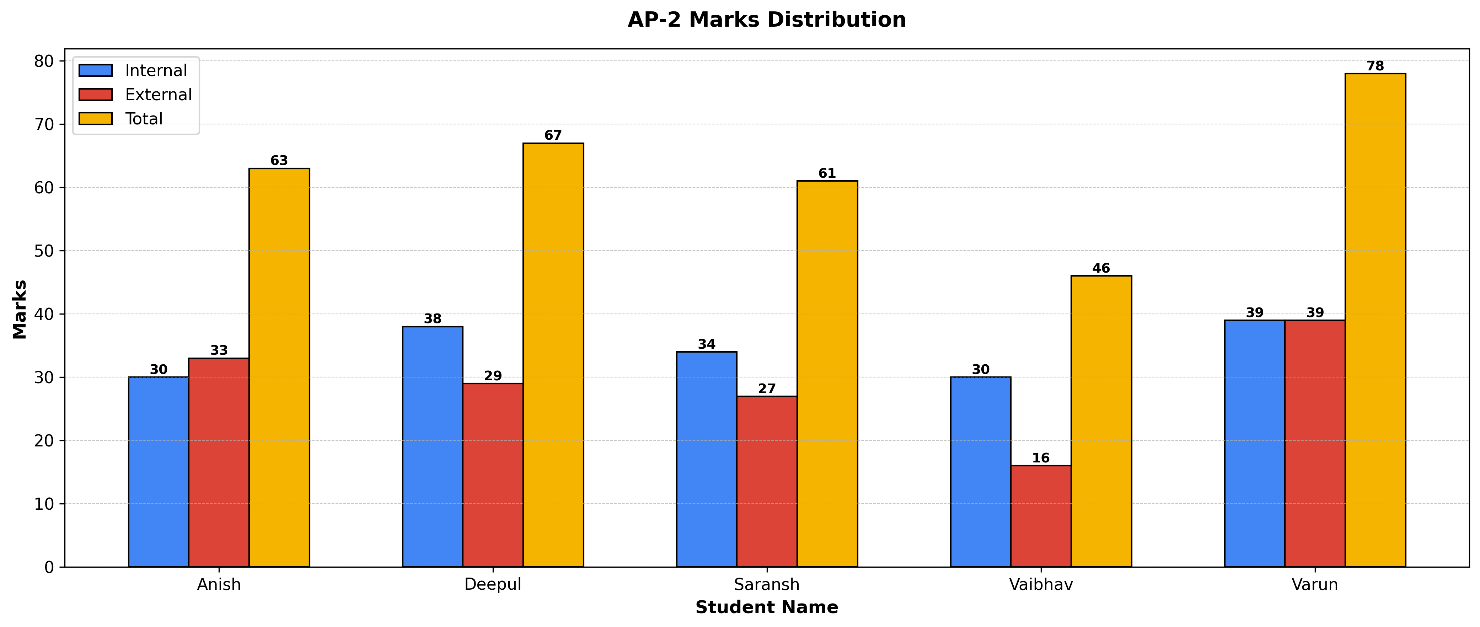 AP-2 Marks Distribution
Internal
External
Total
Marks
80
70
60
50
40
30
20
10
0
30
33
63
38
29
67
34
27
61
30
16
46
39
39
78
Anish
Deepul
Saransh
Vaibhav
Varun
Student Name